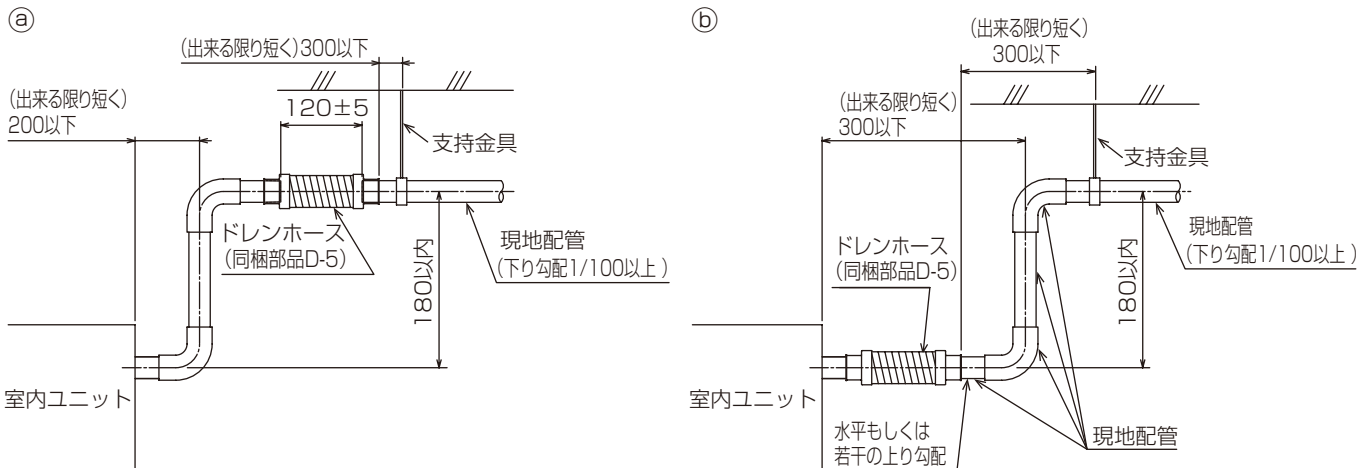 ⓐ
(出来る限り短く)300以下
(出来る限り短く)
200以下
120±5
支持金具
ドレンホース
(同梱部品D-5)
現地配管
(下り勾配1/100以上)
180以内
室内ユニット
ⓑ
(出来る限り短く)
300以下
(出来る限り短く)
300以下
支持金具
ドレンホース
(同梱部品D-5)
現地配管
(下り勾配1/100以上)
180以内
室内ユニット
水平もしくは
若干の上り勾配
現地配管